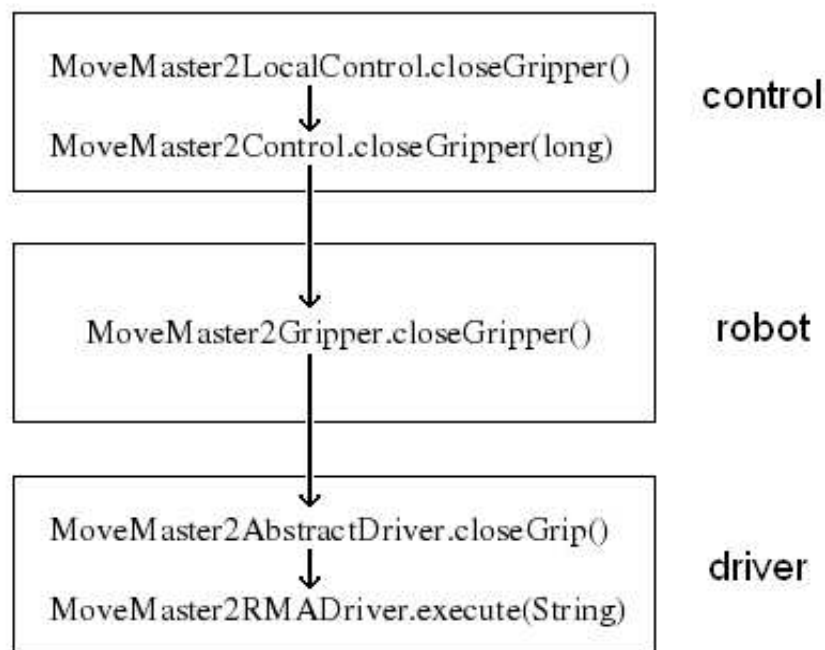 MoveMaster2LocalControl.closeGripper()
control
MoveMaster2Control.closeGripper(long)
MoveMaster2Gripper.closeGripper()
robot
MoveMaster2AbstractDriver.closeGrip()
driver
MoveMaster2RMADriver.execute(String)